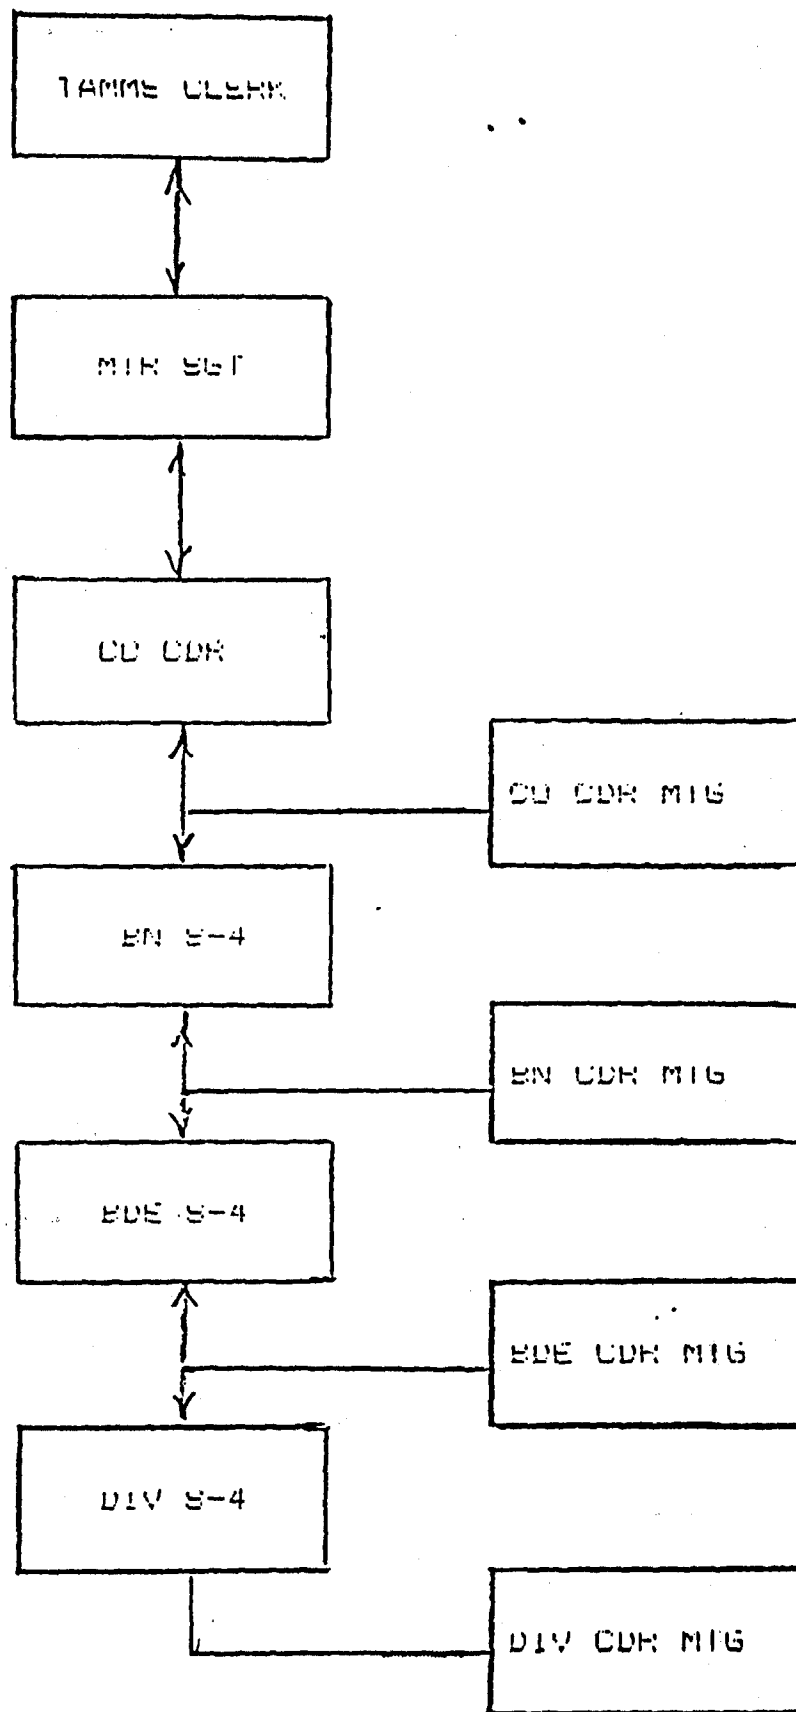 TAMME CLERK
MTR SGT
CO CDR
CO CDR MTG
BN S-4
BN CDR MTG
BDE S-4
BDE CDR MTG
DIV S-4
DIV CDR MTG